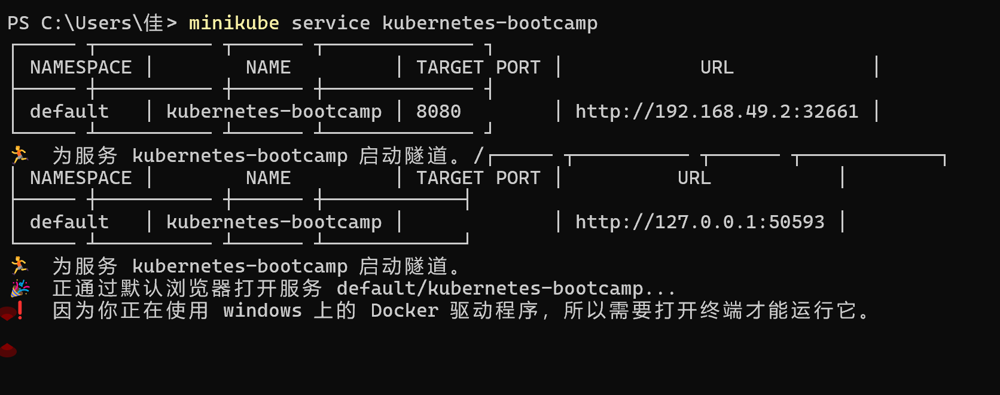 PS C:\Users\佳> minikube service kubernetes-bootcamp
NAMESPACE | NAME | TARGET PORT | URL |
default | kubernetes-bootcamp | 8080 | http://192.168.49.2:32661 |
🏃 为服务 kubernetes-bootcamp 启动隧道。/
NAMESPACE | NAME | TARGET PORT | URL |
default | kubernetes-bootcamp | | http://127.0.0.1:50593 |
🏃 为服务 kubernetes-bootcamp 启动隧道。
🎉 正通过默认浏览器打开服务 default/kubernetes-bootcamp...
❗ 因为你正在使用 windows 上的 Docker 驱动程序，所以需要打开终端才能运行它。